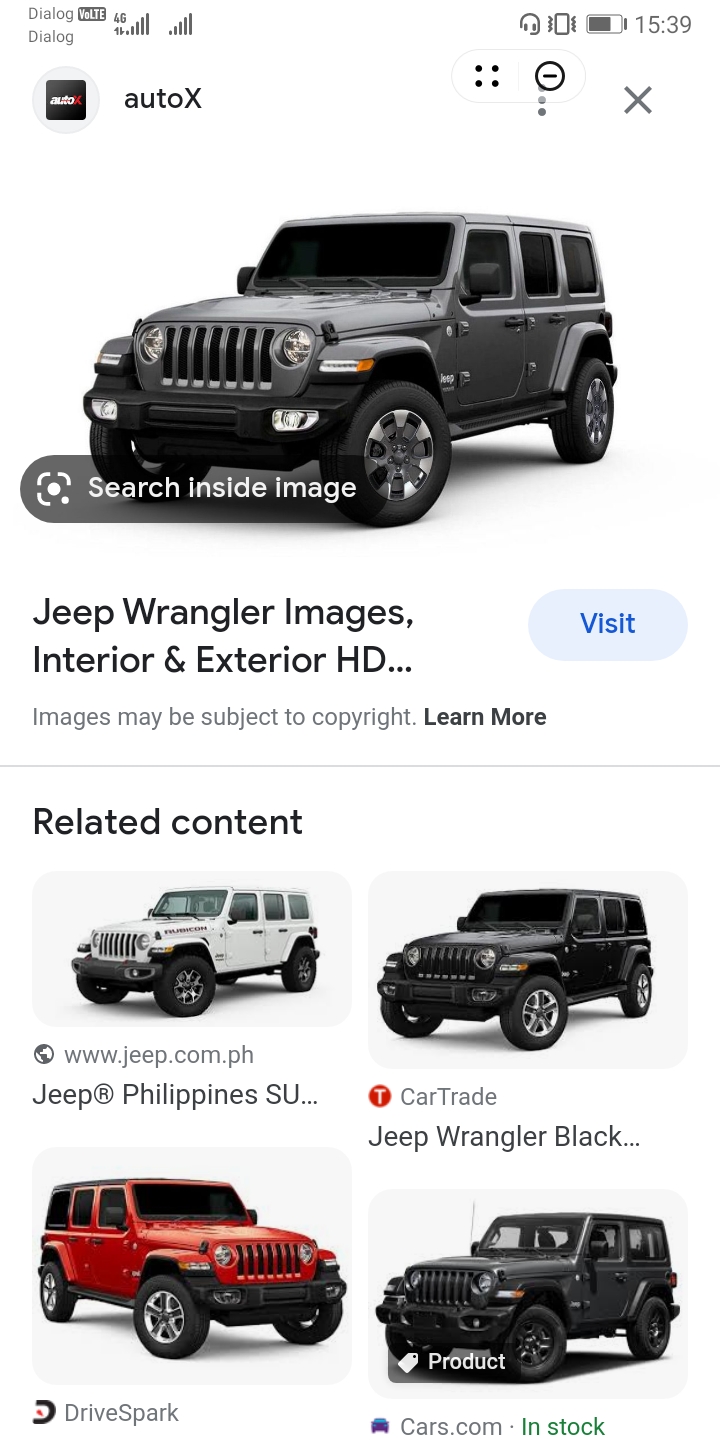 Dialog VoLTE 4G
Dialog
15:39
autoX
autoX
Jeep
Search inside image
Jeep Wrangler Images,
Interior & Exterior HD...
Visit
Images may be subject to copyright. Learn More
Related content
RUBICON
www.jeep.com.ph
Jeep® Philippines SU...
T CarTrade
Jeep Wrangler Black...
Product
DriveSpark
Cars.com · In stock